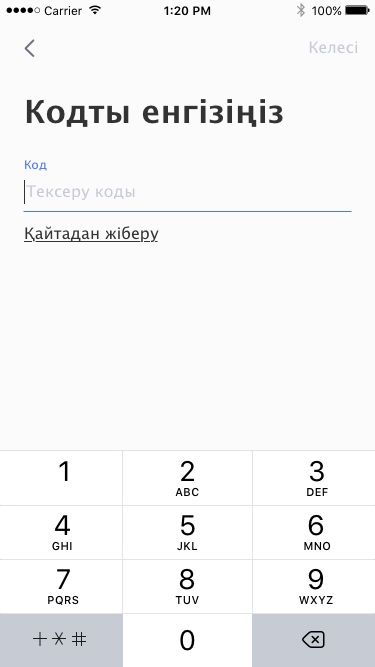 Carrier 1:20 PM 100%
Келесі
Кодты енгізіңіз
Код
Тексеру коды
Қайтадан жіберу
1 2 ABC 3 DEF
4 GHI 5 JKL 6 MNO
7 PQRS 8 TUV 9 WXYZ
+ * # 0